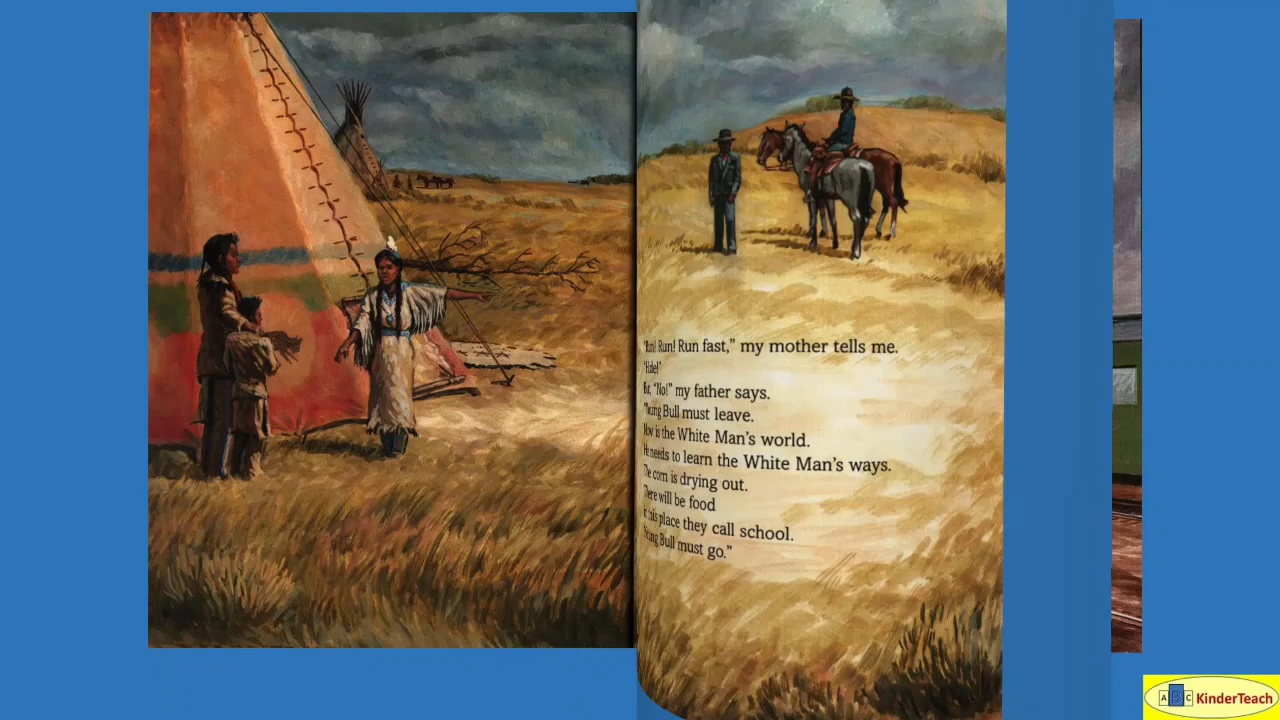 "Run! Run! Run fast," my mother tells me.
"Hide!"
But, "No!" my father says.
"Young Bull must leave.
Now is the White Man's world.
He needs to learn the White Man's ways.
The corn is drying out.
There will be food
in this place they call school.
Young Bull must go."
ABC KinderTeach